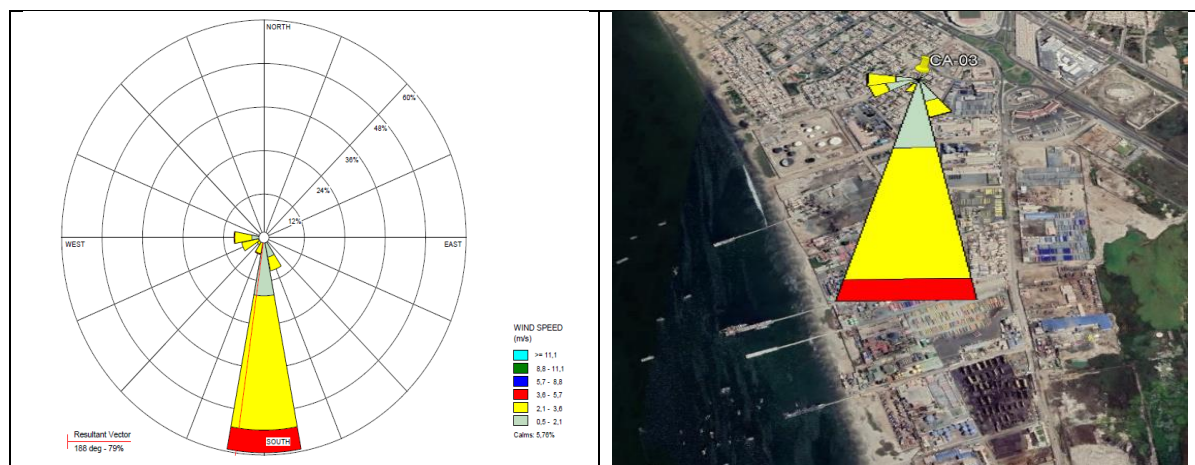 NORTH
60%
48%
36%
24%
12%
WEST
EAST
SOUTH
WIND SPEED
(m/s)
>= 11,1
8,8 - 11,1
5,7 - 8,8
3,6 - 5,7
2,1 - 3,6
0,5 - 2,1
Calms: 5,76%
Resultant Vector
188 deg - 79%
CA-03